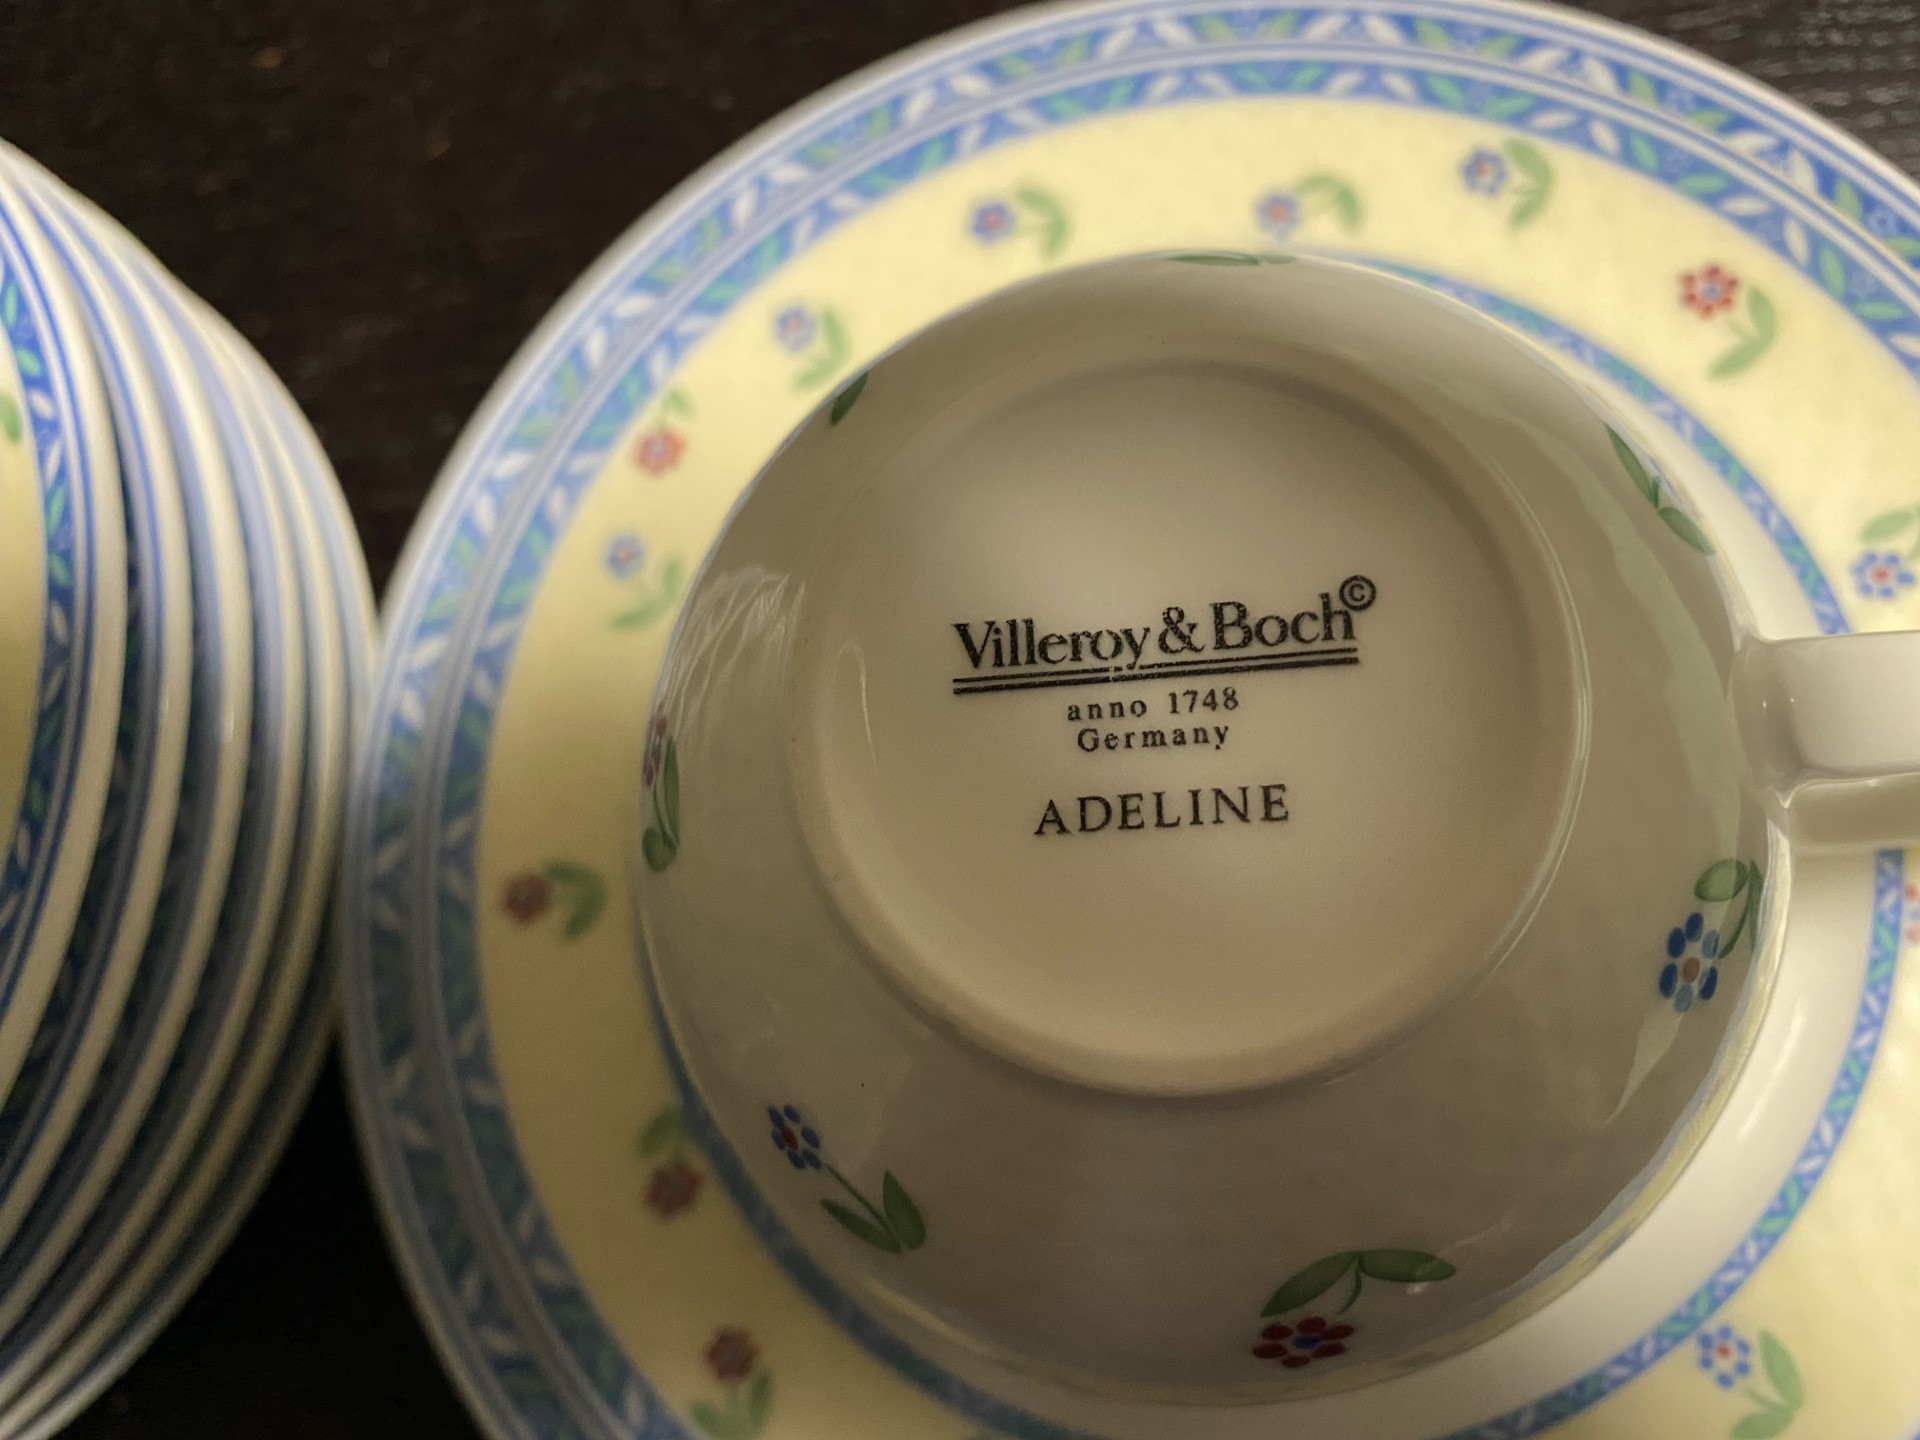 Villeroy & Boch©
anno 1748
Germany
ADELINE